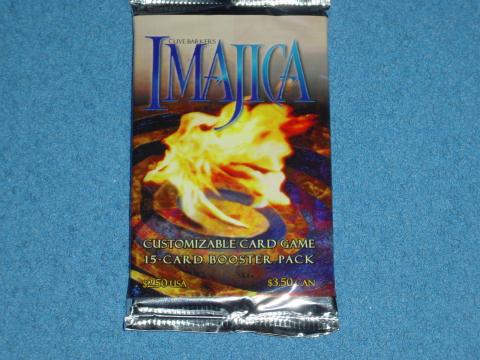 CLIVE BARKER'S
IMAJICA
CUSTOMIZABLE CARD GAME
15-CARD BOOSTER PACK
$2.50 USA $3.50 CAN